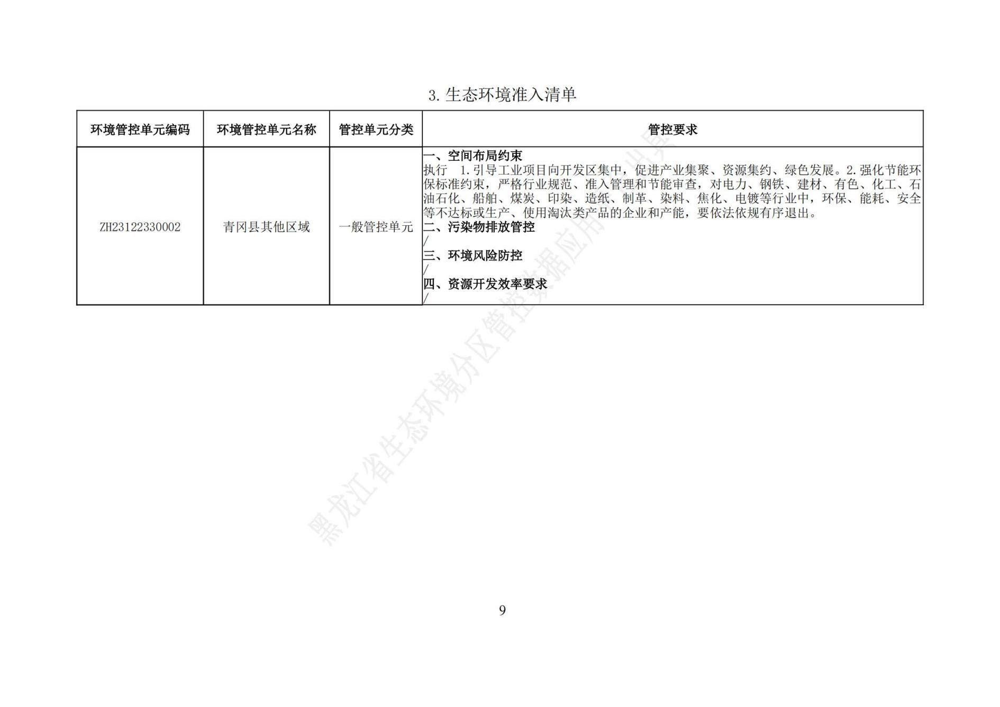 3.生态环境准入清单
环境管控单元编码 环境管控单元名称 管控单元分类 管控要求
ZH23122330002 青冈县其他区域 一般管控单元
一、空间布局约束
执行 1.引导工业项目向开发区集中，促进产业集聚、资源集约、绿色发展。2.强化节能环
保标准约束，严格行业规范、准入管理和节能审查，对电力、钢铁、建材、有色、化工、石
油石化、船舶、煤炭、印染、造纸、制革、染料、焦化、电镀等行业中，环保、能耗、安全
等不达标或生产、使用淘汰类产品的企业和产能，要依法依规有序退出。
二、污染物排放管控
/
三、环境风险防控
/
四、资源开发效率要求
/
黑龙江省生态环境分区管控数据应用出具
9